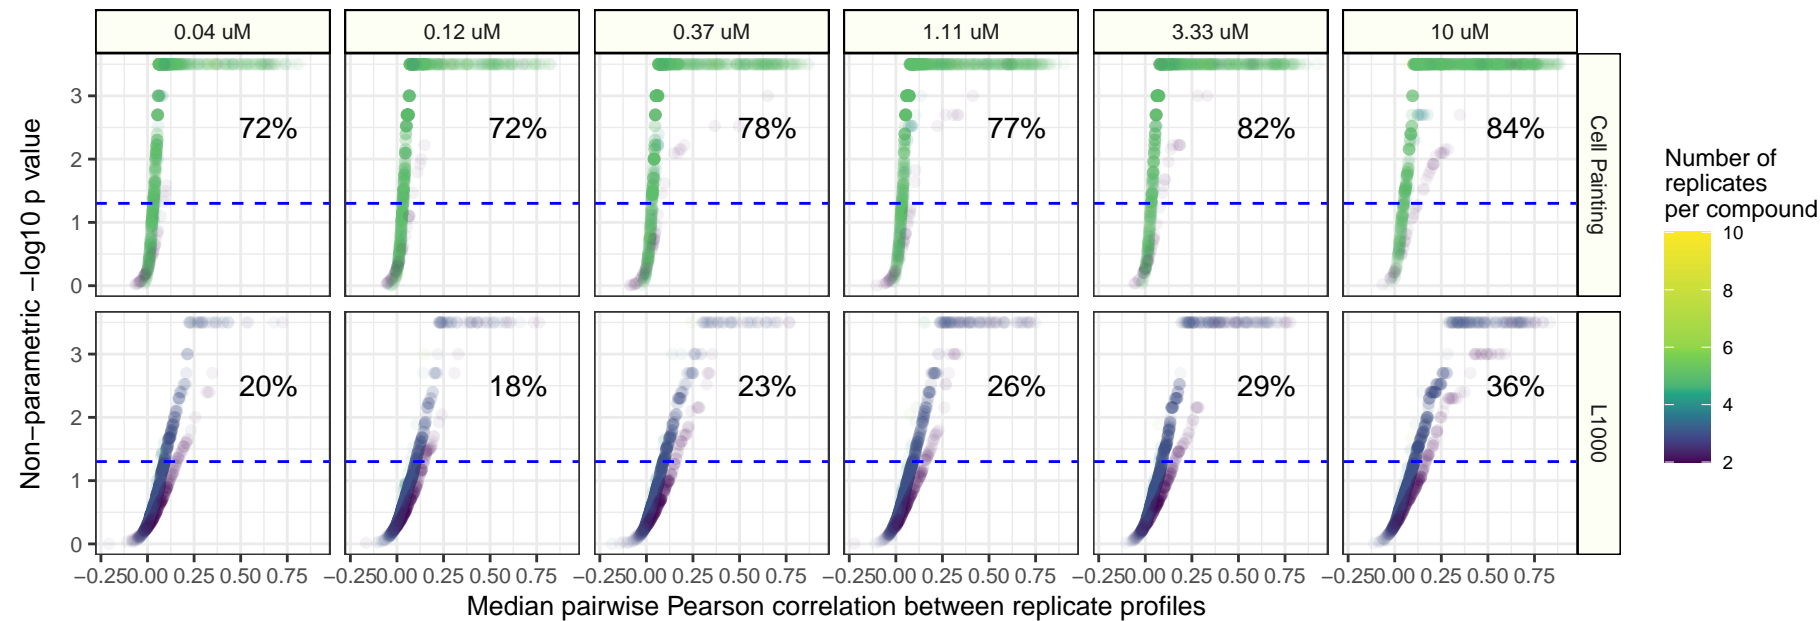 0.04 uM 0.12 uM 0.37 uM 1.11 uM 3.33 uM 10 uM
Non−parametric −log10 p value
3
2
1
0
72% 72% 78% 77% 82% 84%
Cell Painting
3
2
1
0
20% 18% 23% 26% 29% 36%
L1000
−0.25 0.00 0.25 0.50 0.75 −0.25 0.00 0.25 0.50 0.75 −0.25 0.00 0.25 0.50 0.75 −0.25 0.00 0.25 0.50 0.75 −0.25 0.00 0.25 0.50 0.75 −0.25 0.00 0.25 0.50 0.75
Median pairwise Pearson correlation between replicate profiles
Number of
replicates
per compound
10
8
6
4
2